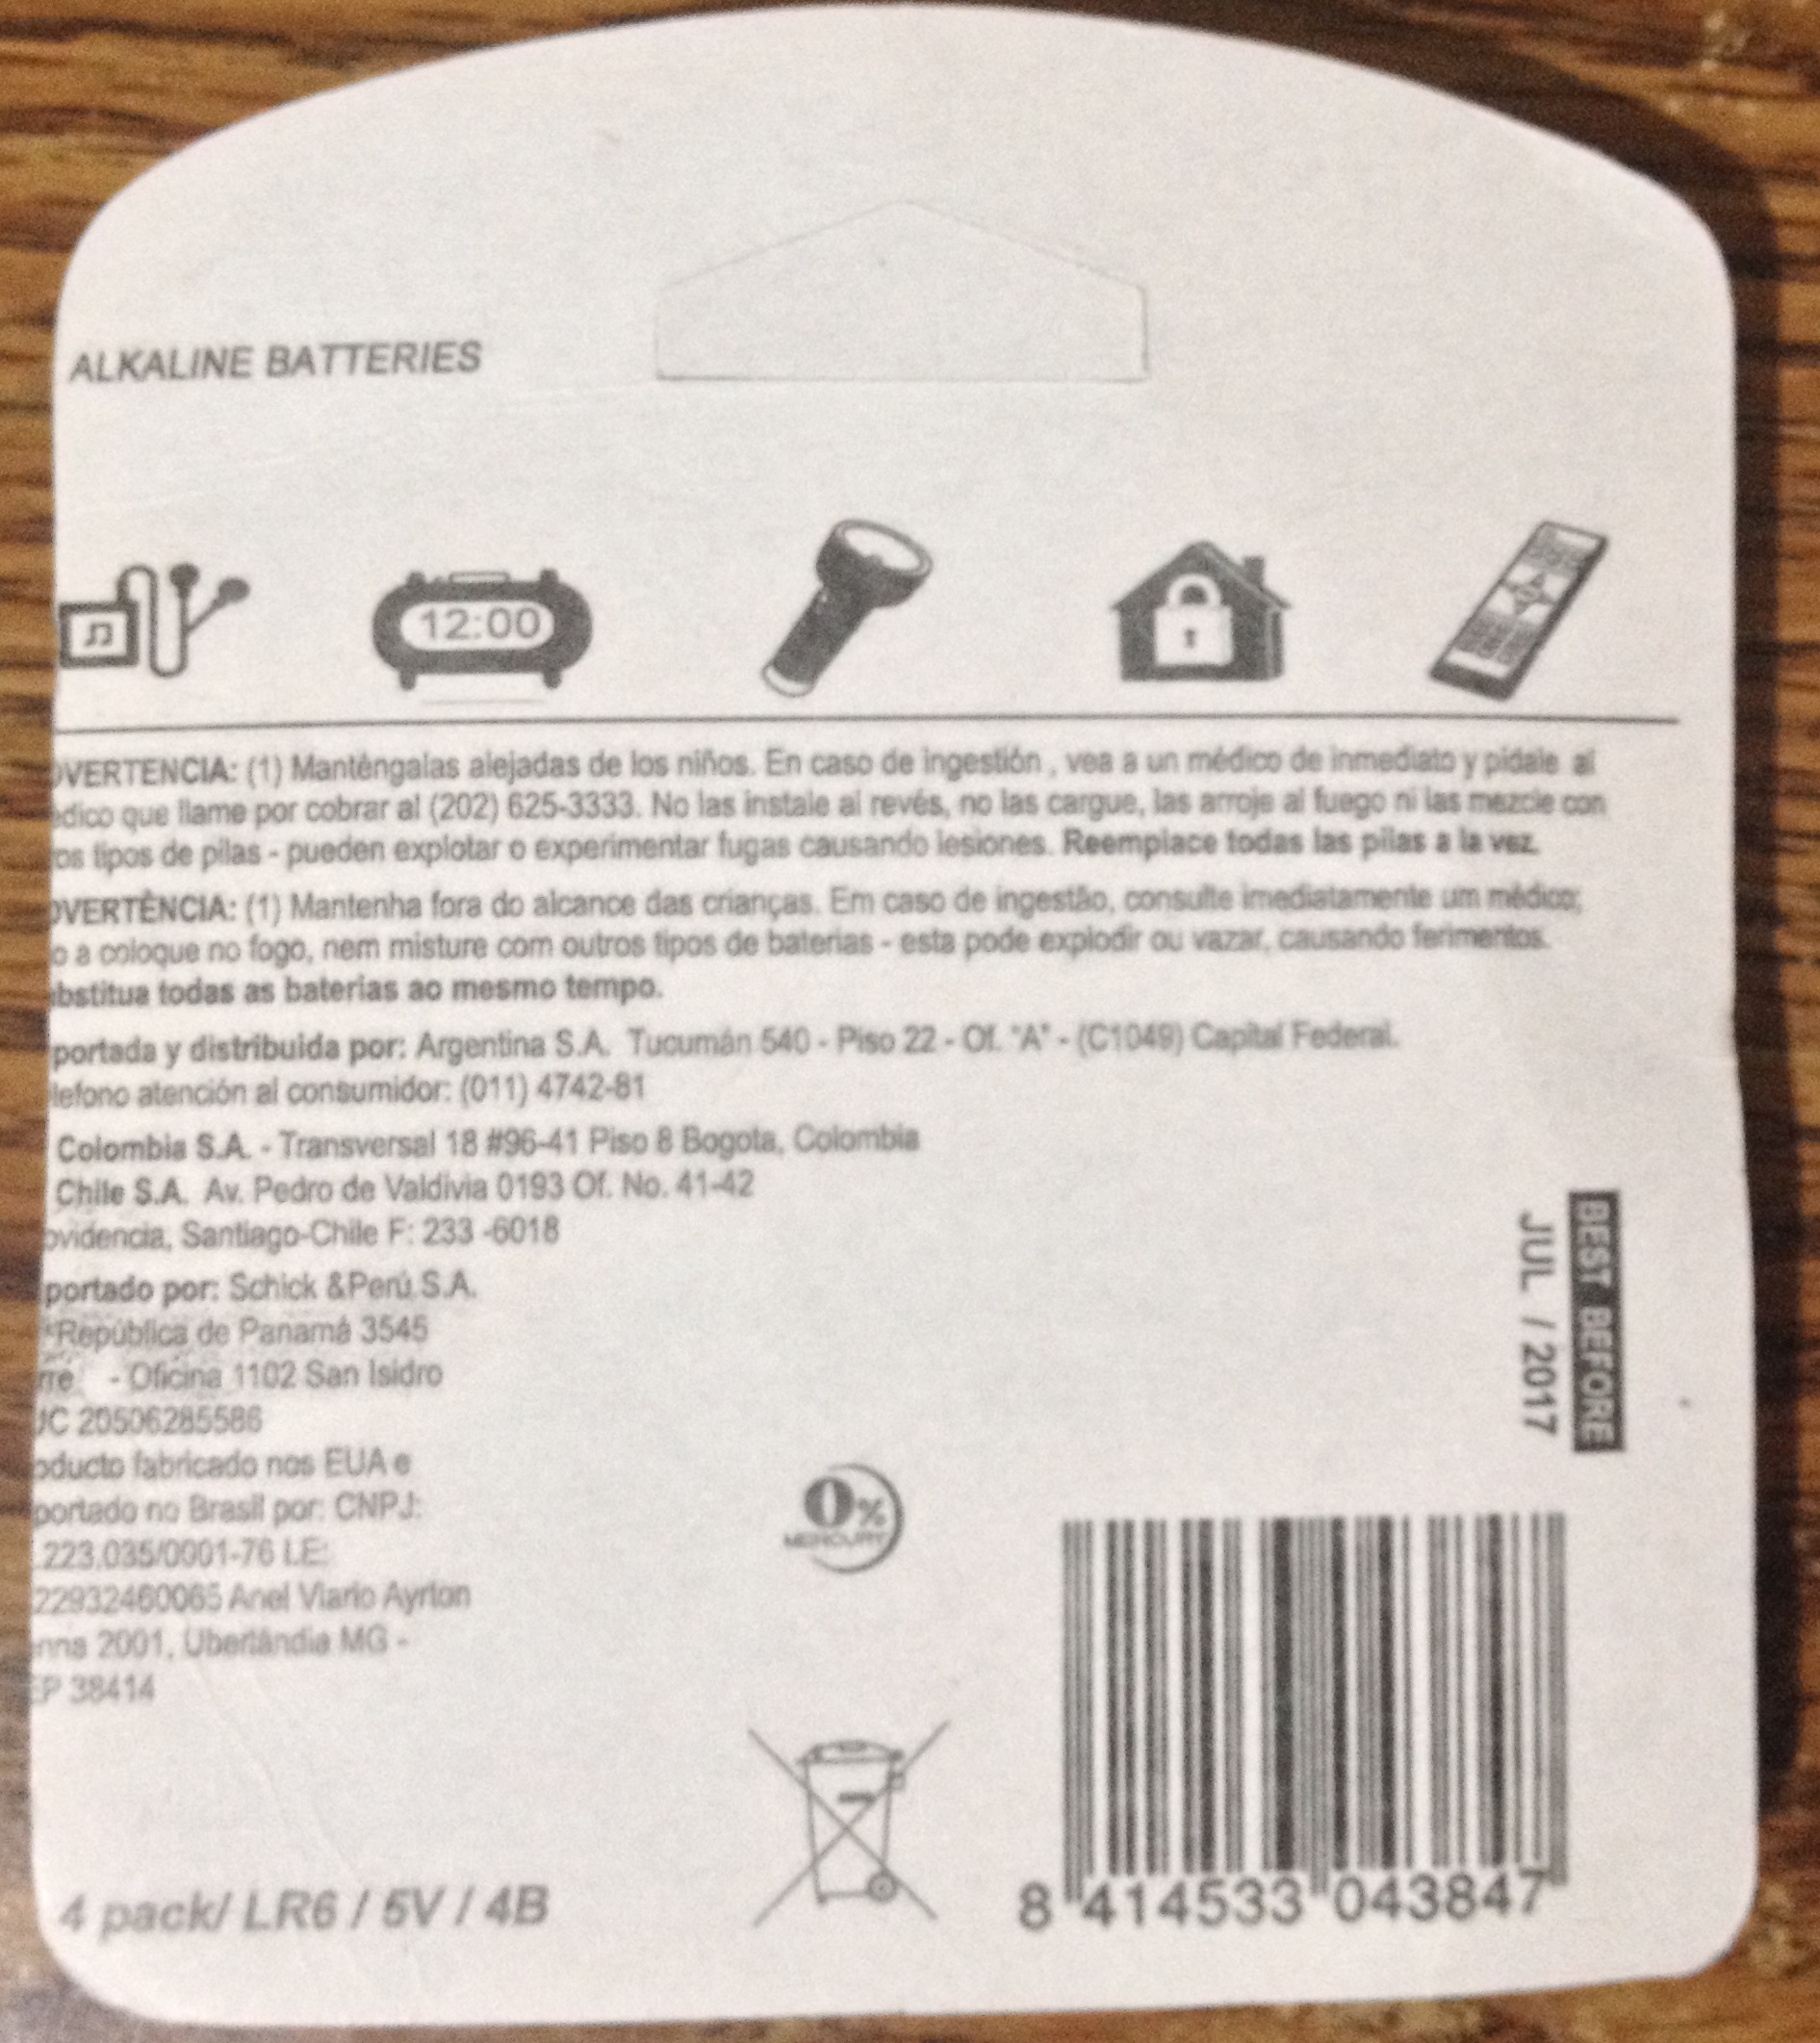 ALKALINE BATTERIES
12:00
DVERTENCIA: (1) Manténgalas alejadas de los niños. En caso de ingestión , vea a un médico de inmediato y pidale al
édico que llame por cobrar al (202) 625-3333. No las instale al revés, no las cargue, las arroje al fuego ni las mezcle con
ros tipos de pilas - pueden explotar o experimentar fugas causando lesiones. Reemplace todas las pilas a la vez.
DVERTÊNCIA: (1) Mantenha fora do alcance das crianças. Em caso de ingestão, consulte imediatamente um médico;
o a coloque no fogo, nem misture com outros tipos de baterias - esta pode explodir ou vazar, causando ferimentos.
bstitua todas as baterias ao mesmo tempo.
portada y distribuida por: Argentina S.A. Tucumán 540 - Piso 22 - Of. "A" - (C1049) Capital Federal.
lefono atención al consumidor: (011) 4742-81
Colombia S.A. - Transversal 18 #96-41 Piso 8 Bogota, Colombia
Chile S.A. Av. Pedro de Valdivia 0193 Of. No. 41-42
ovidencia, Santiago-Chile F: 233 -6018
portado por: Schick &Perú S.A.
República de Panamá 3545
rre - Oficina 1102 San Isidro
UC 20506285586
oducto fabricado nos EUA e
portado no Brasil por: CNPJ:
.223.035/0001-76 LE:
22932460065 Anel Viario Ayrton
nna 2001, Uberlândia MG -
EP 38414
BEST BEFORE
JUL / 2017
0%
MERCURY
4 pack/ LR6 / 5V / 4B
8 414533 043847